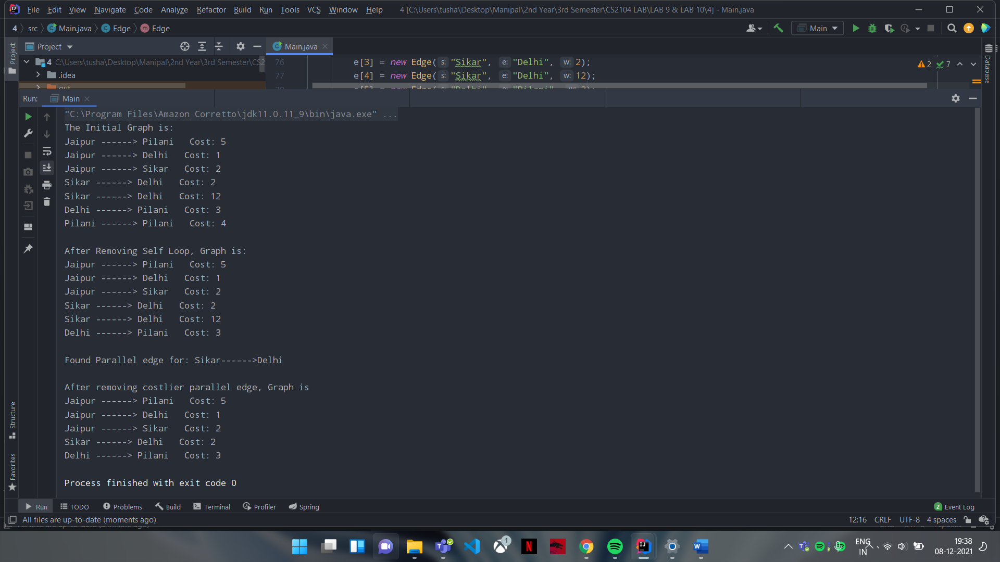 File Edit View Navigate Code Analyze Refactor Build Run Tools VCS Window Help 4 [C:\Users\tusha\Desktop\Manipal\2nd Year\3rd Semester\CS2104 LAB\LAB 9 & LAB 10\4] - Main.java
4 src Main.java Edge Edge Main
Project Main.java
4 C:\Users\tusha\Desktop\Manipal\2nd Year\3rd Semester\CS2
.idea
out
76 e[3] = new Edge( s: "Sikar", e: "Delhi", w: 2);
77 e[4] = new Edge( s: "Sikar", e: "Delhi", w: 12);
2 7
Project
Database
Run: Main
"C:\Program Files\Amazon Corretto\jdk11.0.11_9\bin\java.exe" ...
The Initial Graph is:
Jaipur ------> Pilani Cost: 5
Jaipur ------> Delhi Cost: 1
Jaipur ------> Sikar Cost: 2
Sikar ------> Delhi Cost: 2
Sikar ------> Delhi Cost: 12
Delhi ------> Pilani Cost: 3
Pilani ------> Pilani Cost: 4
After Removing Self Loop, Graph is:
Jaipur ------> Pilani Cost: 5
Jaipur ------> Delhi Cost: 1
Jaipur ------> Sikar Cost: 2
Sikar ------> Delhi Cost: 2
Sikar ------> Delhi Cost: 12
Delhi ------> Pilani Cost: 3
Found Parallel edge for: Sikar------>Delhi
After removing costlier parallel edge, Graph is
Jaipur ------> Pilani Cost: 5
Jaipur ------> Delhi Cost: 1
Jaipur ------> Sikar Cost: 2
Sikar ------> Delhi Cost: 2
Delhi ------> Pilani Cost: 3
Process finished with exit code 0
Structure
Favorites
Run TODO Problems Build Terminal Profiler Spring 2 Event Log
All files are up-to-date (moments ago) 12:16 CRLF UTF-8 4 spaces
1
ENG
IN
19:38
08-12-2021